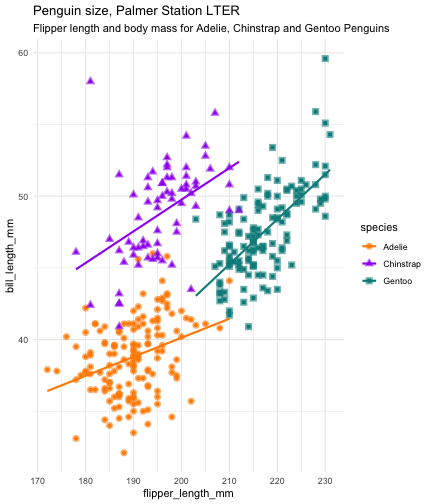 Penguin size, Palmer Station LTER
Flipper length and body mass for Adelie, Chinstrap and Gentoo Penguins
60
50
40
bill_length_mm
170 180 190 200 210 220 230
flipper_length_mm
species
Adelie
Chinstrap
Gentoo